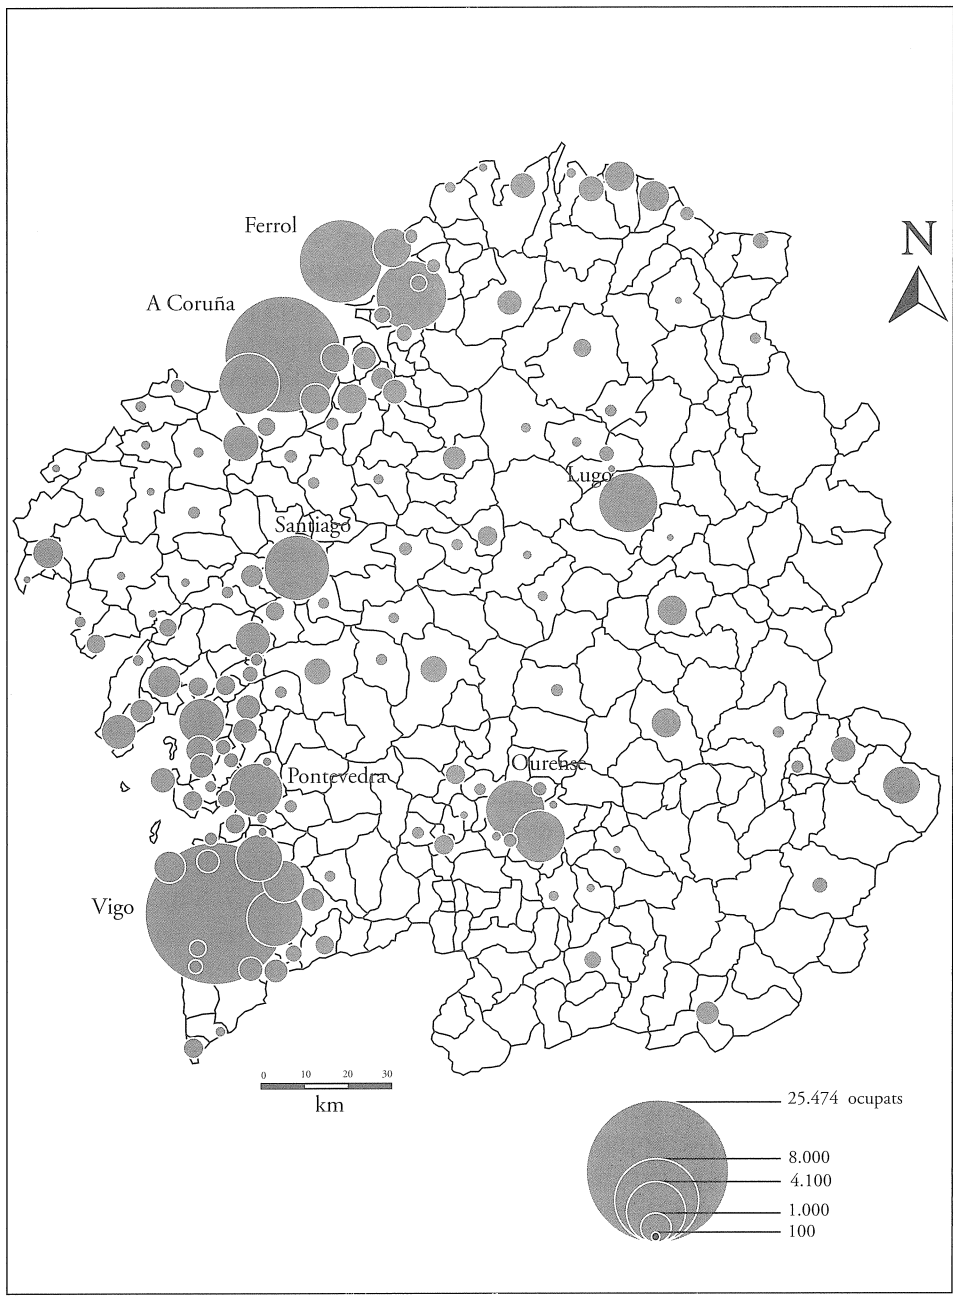 Ferrol
N
A Coruña
Lugo
Santiago
Ourense
Pontevedra
Vigo
0 10 20 30
km
25.474 ocupats
8.000
4.100
1.000
100